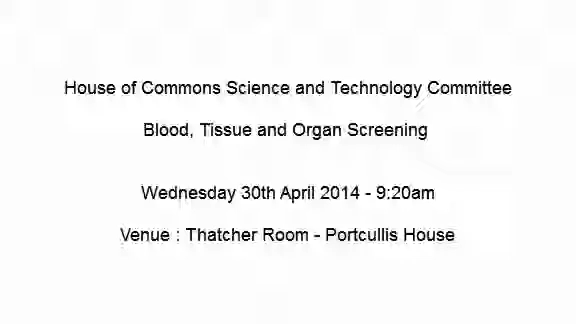 House of Commons Science and Technology Committee
Blood, Tissue and Organ Screening
Wednesday 30th April 2014 - 9:20am
Venue : Thatcher Room - Portcullis House